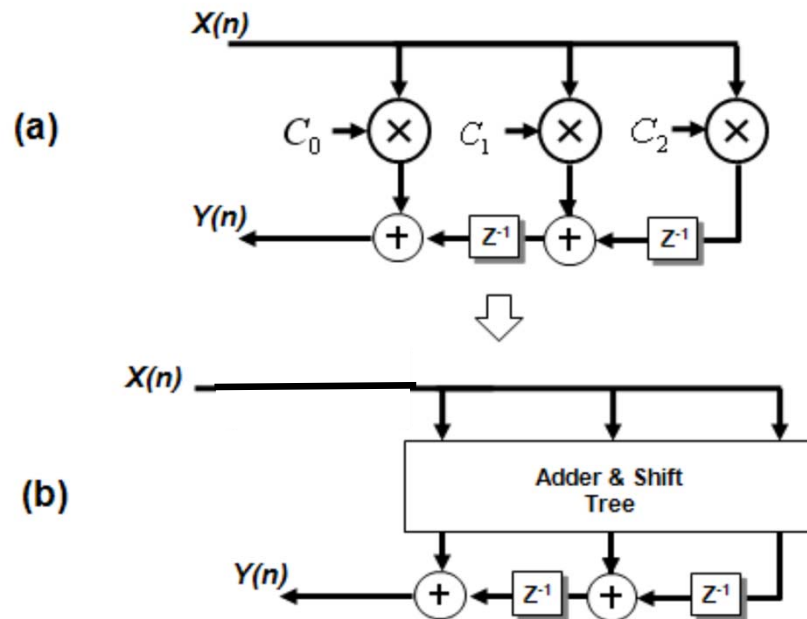 X(n)
(a)
C0
×
C1
×
C2
×
Y(n)
+
Z-1
+
Z-1
X(n)
(b)
Adder & Shift
Tree
Y(n)
+
Z-1
+
Z-1